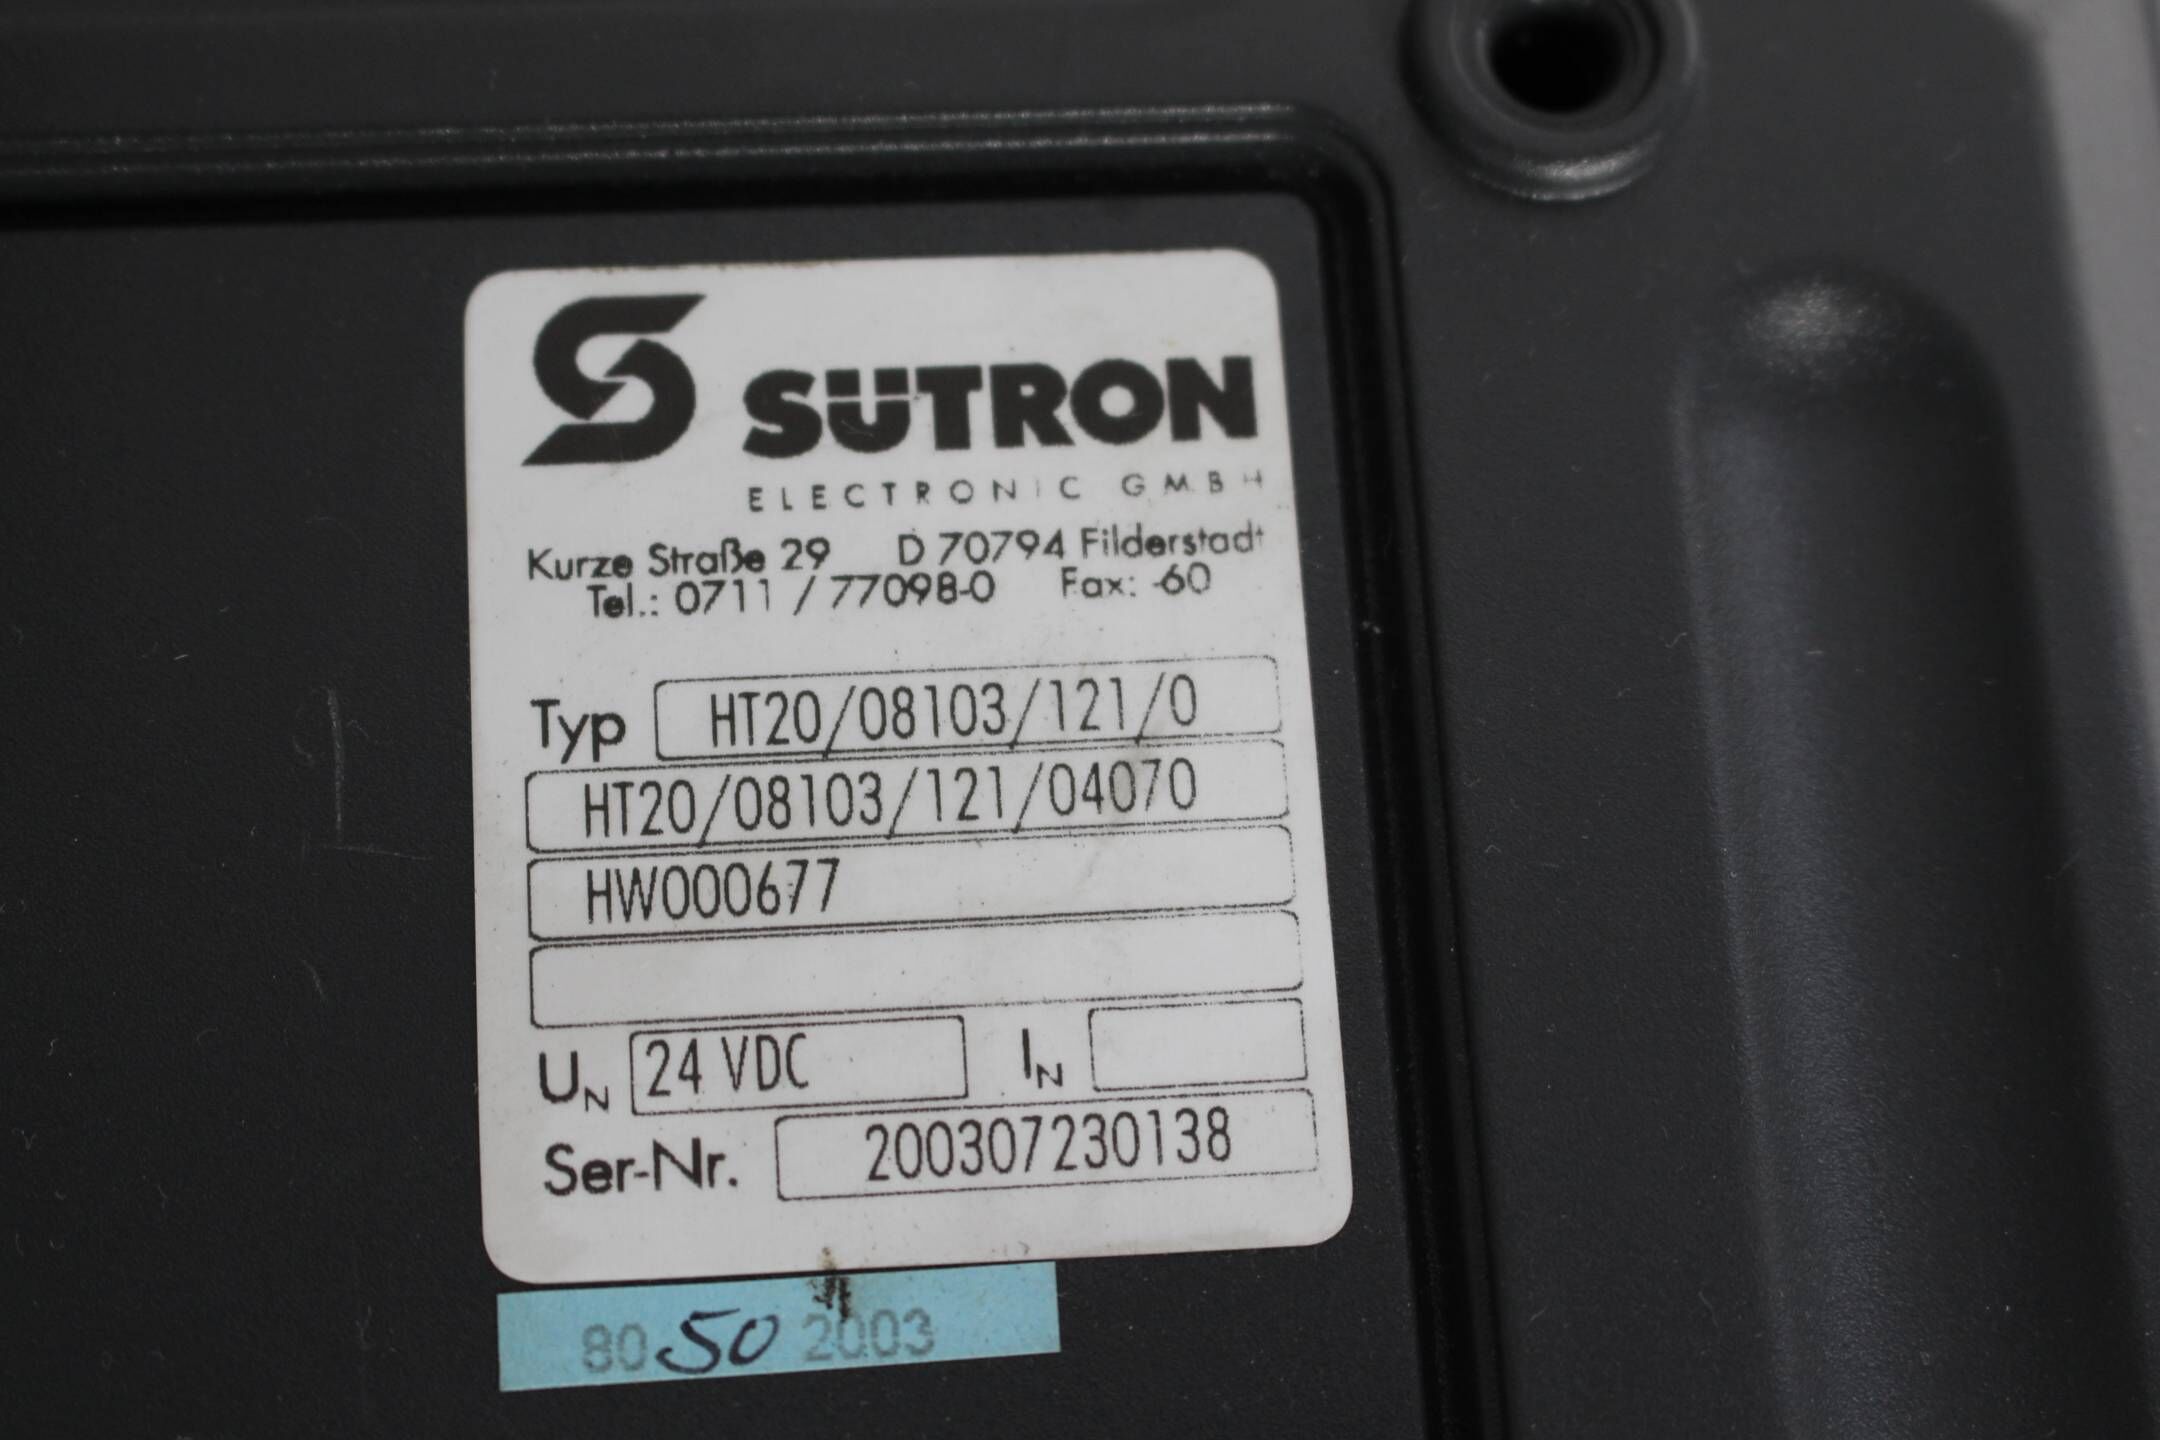 SÜTRON
ELECTRONIC GMBH
Kurze Straße 29 D 70794 Filderstadt
Tel.: 0711 / 77098-0 Fax: -60
Typ HT20/08103/121/0
HT20/08103/121/04070
HW000677
UN 24 VDC IN
Ser-Nr. 200307230138
80 50 2003